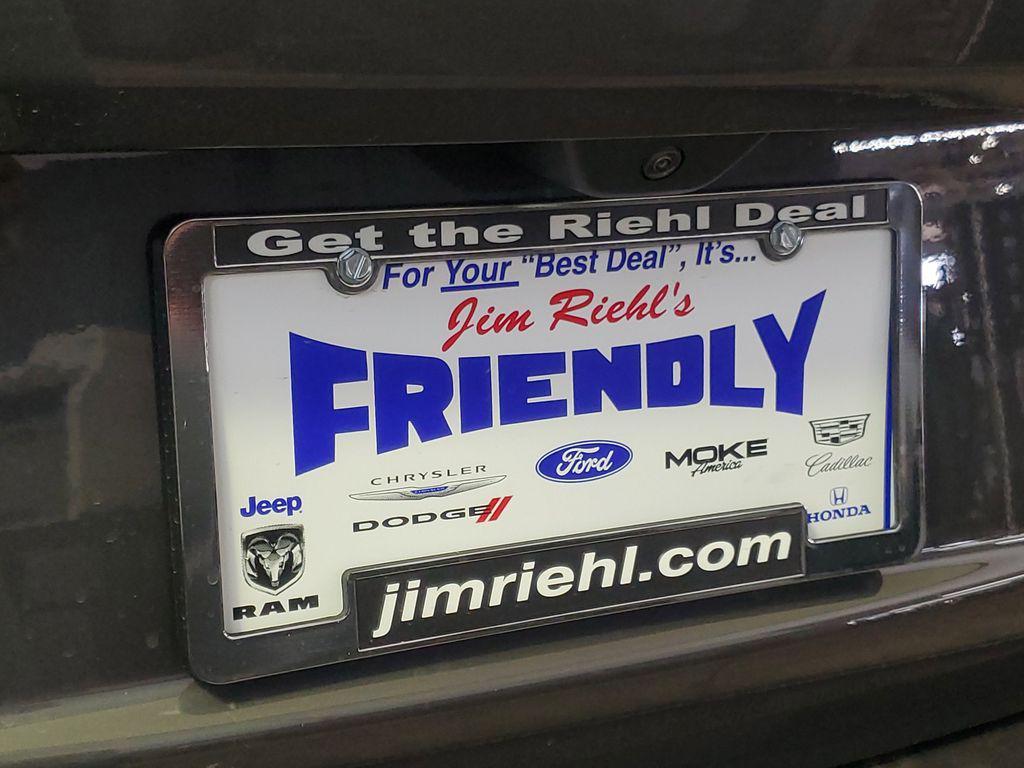 Get the Riehl Deal
For Your "Best Deal", It's...
Jim Riehl's
FRIENDLY
Jeep
RAM
CHRYSLER
DODGE
Ford
MOKE
America
Cadillac
HONDA
jimriehl.com